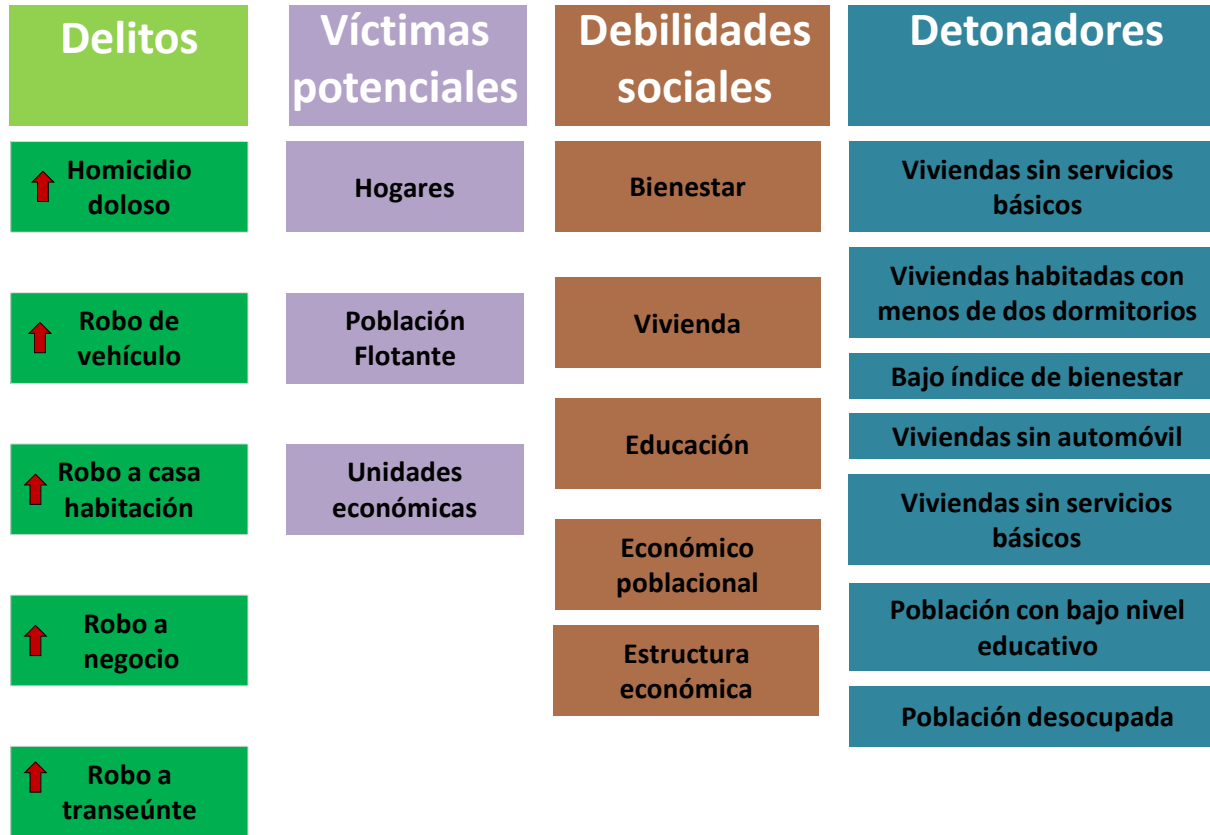 Delitos
Homicidio
doloso
Robo de
vehículo
Robo a casa
habitación
Robo a
negocio
Robo a
transeúnte
Víctimas
potenciales
Hogares
Población
Flotante
Unidades
económicas
Debilidades
sociales
Bienestar
Vivienda
Educación
Económico
poblacional
Estructura
económica
Detonadores
Viviendas sin servicios
básicos
Viviendas habitadas con
menos de dos dormitorios
Bajo índice de bienestar
Viviendas sin automóvil
Viviendas sin servicios
básicos
Población con bajo nivel
educativo
Población desocupada